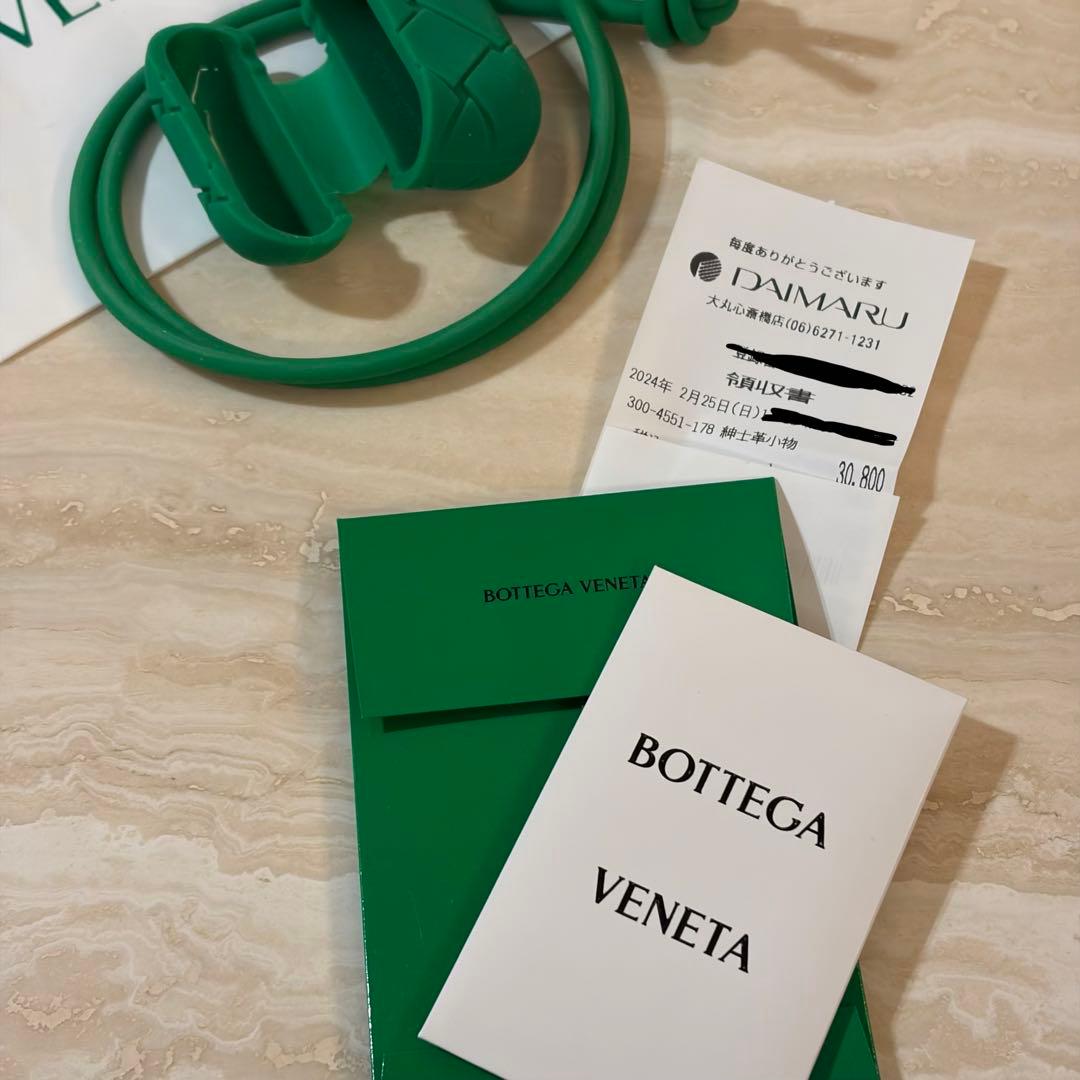 毎度ありがとうございます
DAIMARU
大丸心斎橋店(06)6271-1231
領収書
2024年 2月25日(日)
300-4551-178 紳士革小物
30,800
BOTTEGA VENETA
BOTTEGA
VENETA